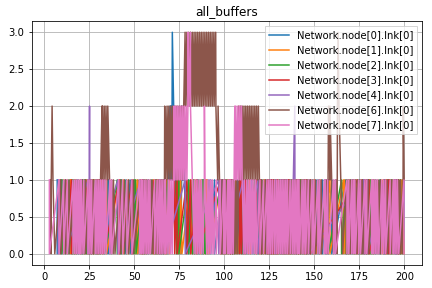 all_buffers
3.0
2.5
2.0
1.5
1.0
0.5
0.0
0 25 50 75 100 125 150 175 200
Network.node[0].lnk[0]
Network.node[1].lnk[0]
Network.node[2].lnk[0]
Network.node[3].lnk[0]
Network.node[4].lnk[0]
Network.node[6].lnk[0]
Network.node[7].lnk[0]